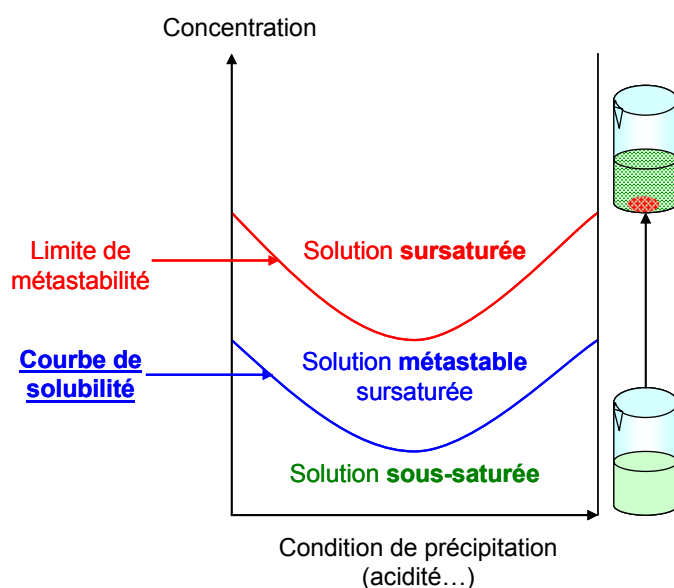 Concentration
Limite de
métastabilité
Solution sursaturée
Courbe de
solubilité
Solution métastable
sursaturée
Solution sous-saturée
Condition de précipitation
(acidité…)